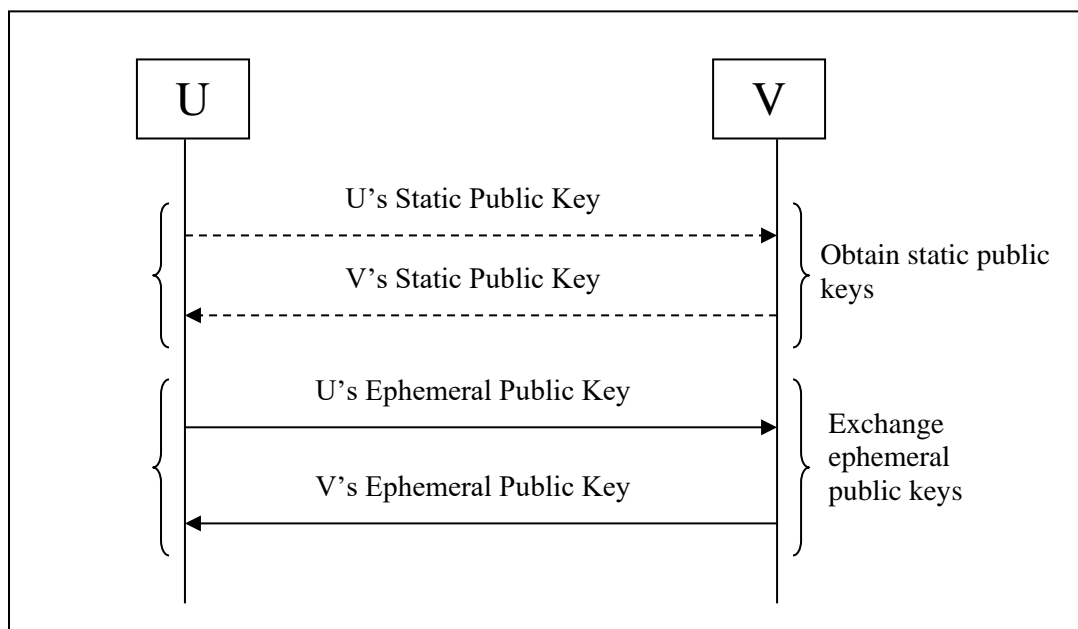 U
V
U’s Static Public Key
V’s Static Public Key
Obtain static public
keys
U’s Ephemeral Public Key
V’s Ephemeral Public Key
Exchange
ephemeral
public keys